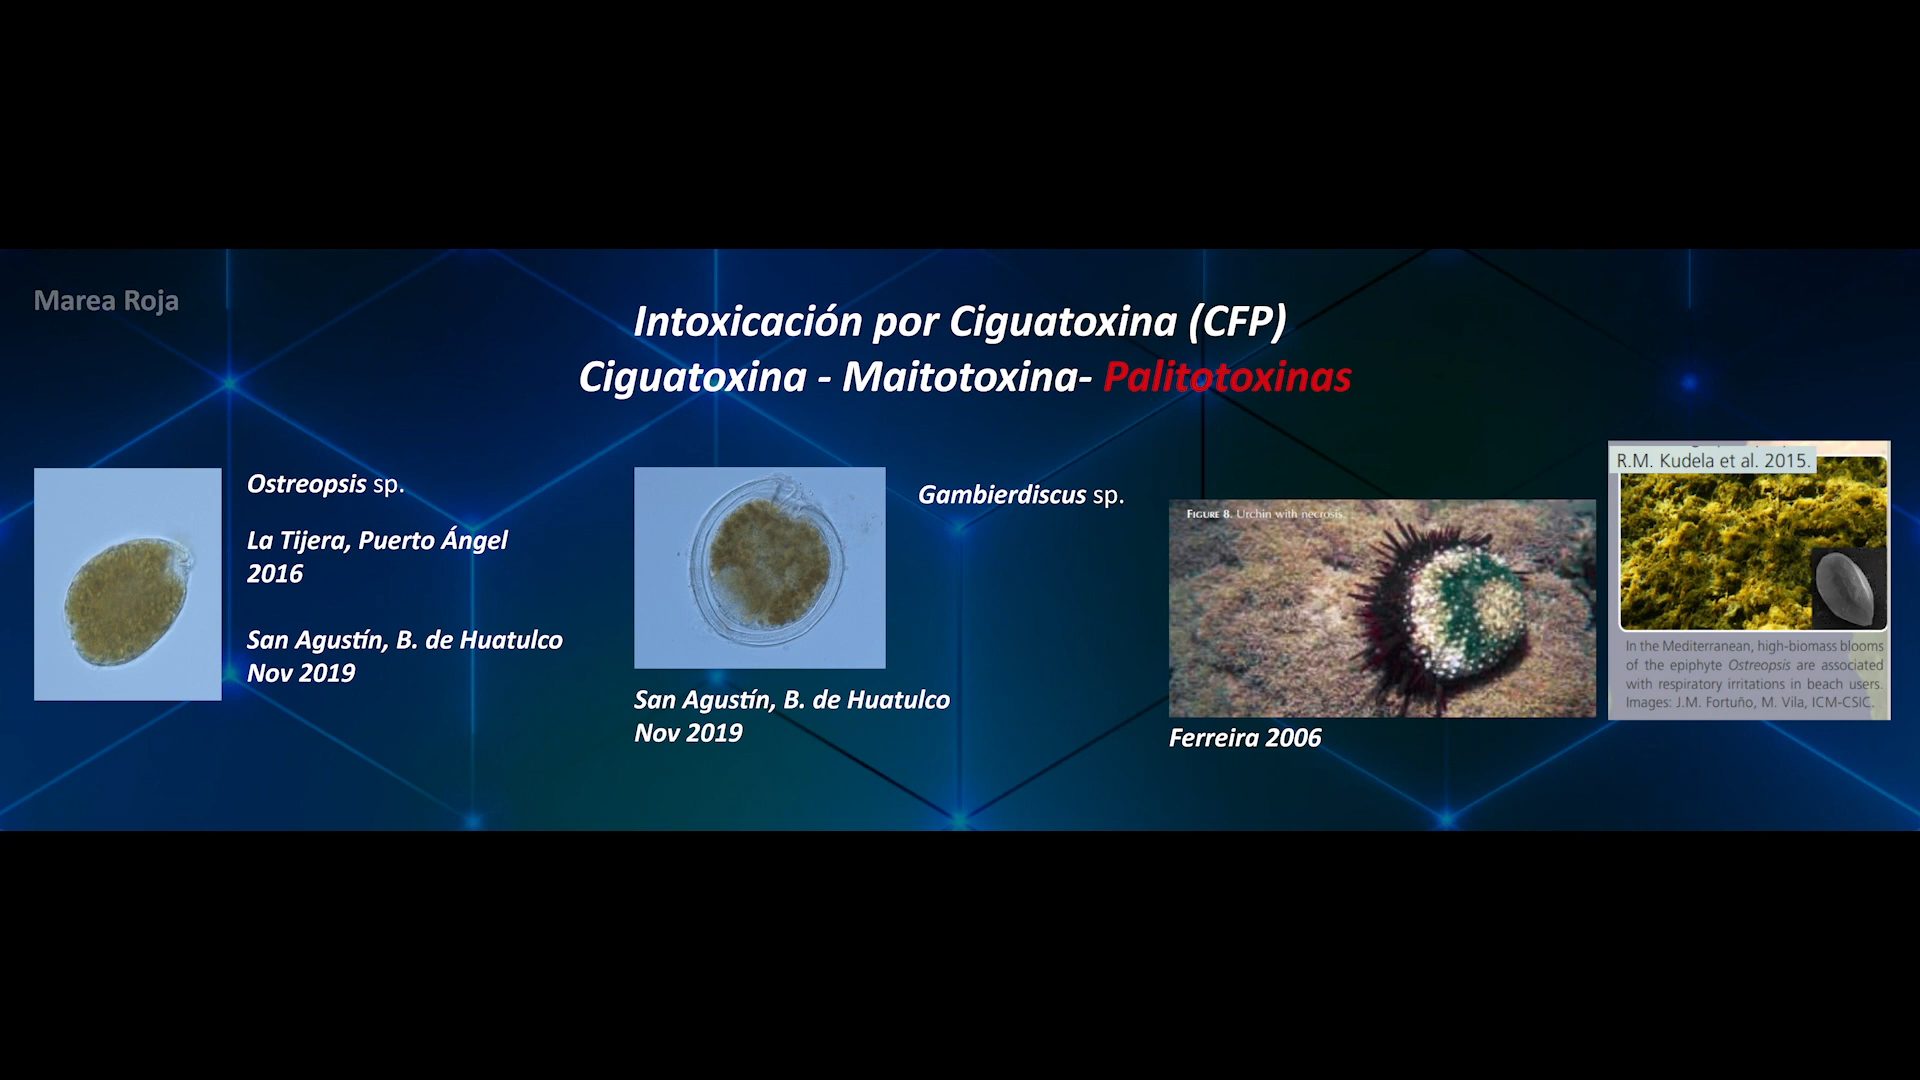 Marea Roja
Intoxicación por Ciguatoxina (CFP)
Ciguatoxina - Maitotoxina- Palitotoxinas
Ostreopsis sp.
La Tijera, Puerto Ángel
2016
San Agustín, B. de Huatulco
Nov 2019
Gambierdiscus sp.
San Agustín, B. de Huatulco
Nov 2019
FIGURE 8. Urchin with necrosis.
Ferreira 2006
R.M. Kudela et al. 2015.
In the Mediterranean, high-biomass blooms
of the epiphyte Ostreopsis are associated
with respiratory irritations in beach users.
Images: J.M. Fortuño, M. Vila, ICM-CSIC.